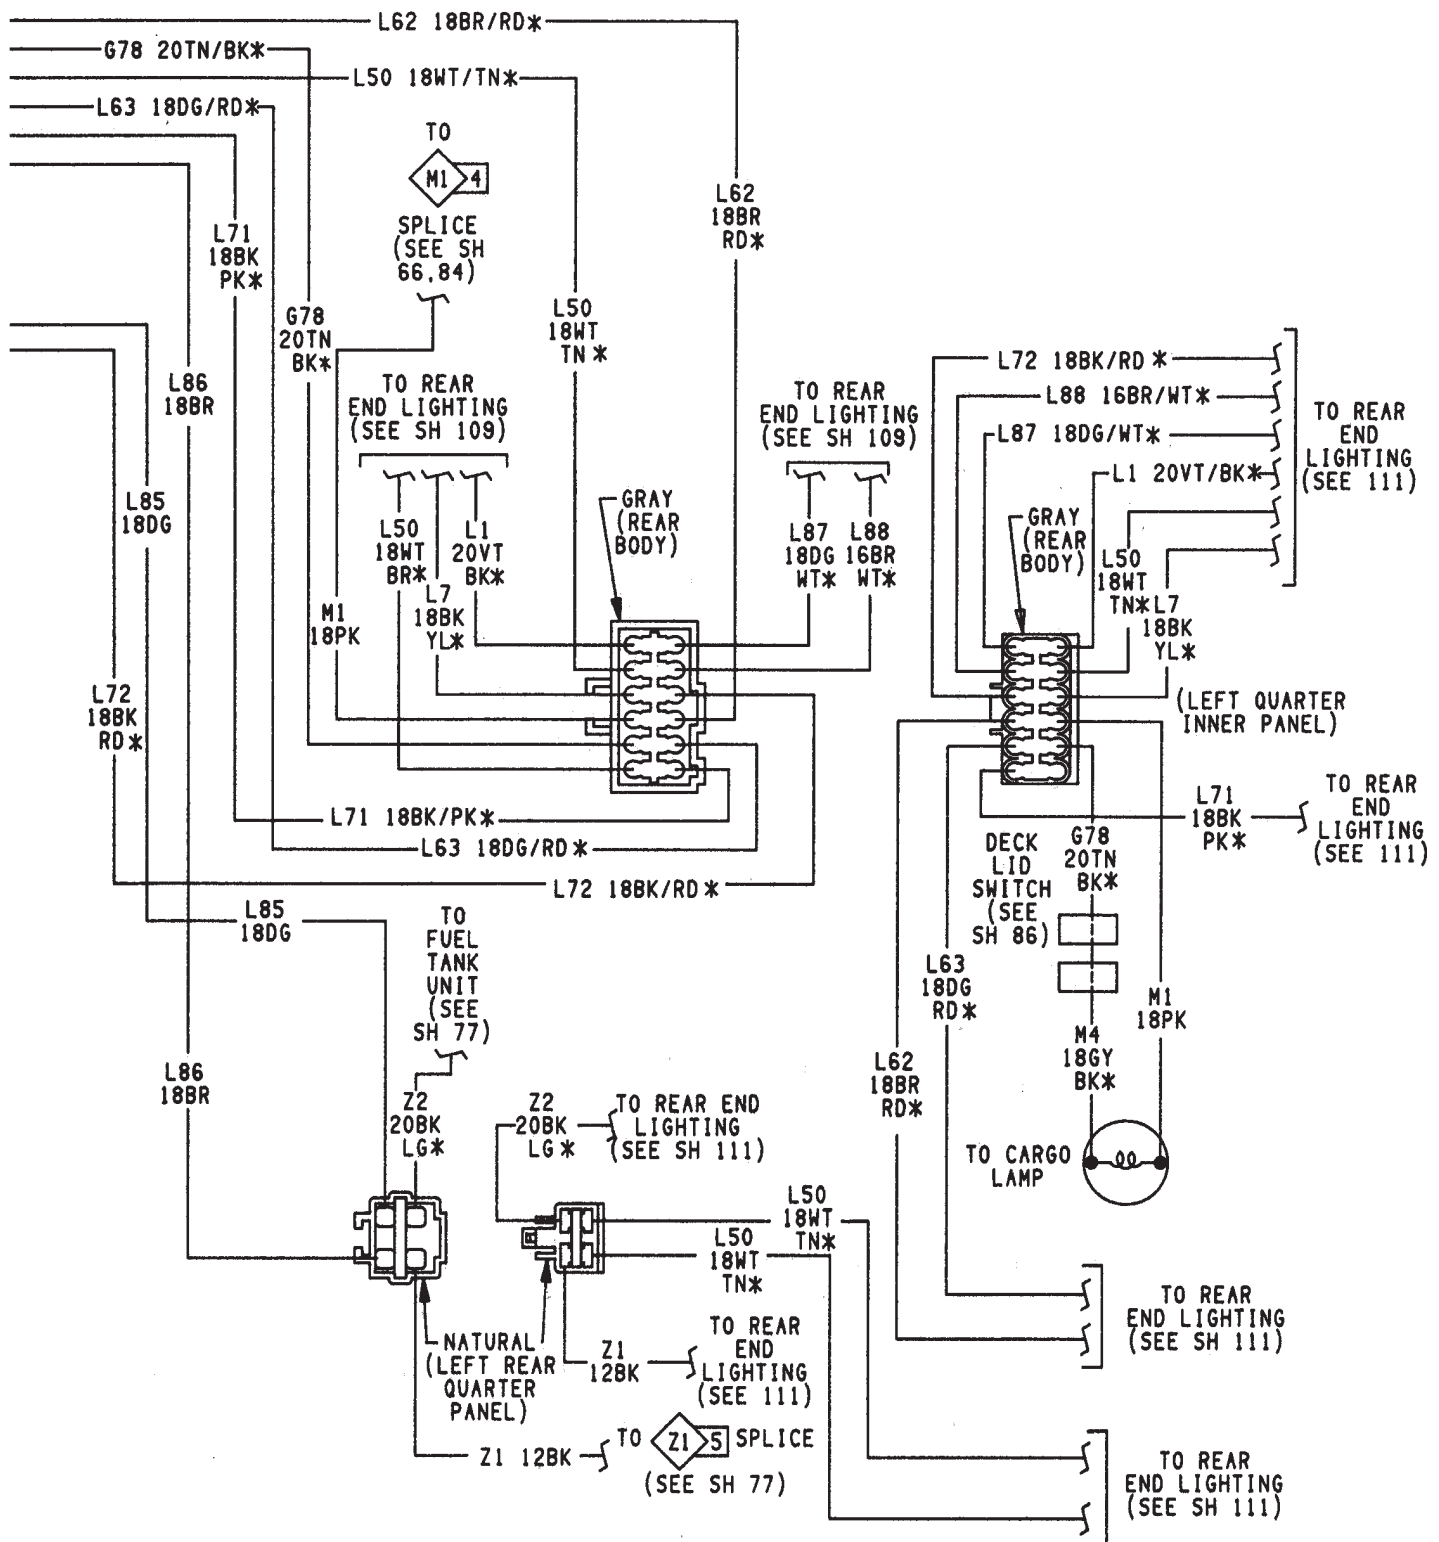 L62 18BR/RD*
G78 20TN/BK*
L50 18WT/TN*
L63 18DG/RD*
TO
M1 4
SPLICE
(SEE SH
66,84)
L62
18BR
RD*
L71
18BK
PK*
G78
20TN
BK*
L50
18WT
TN*
L86
18BR
TO REAR
END LIGHTING
(SEE SH 109)
TO REAR
END LIGHTING
(SEE SH 109)
L72 18BK/RD*
L88 16BR/WT*
L87 18DG/WT*
L1 20VT/BK*
TO REAR
END
LIGHTING
(SEE 111)
L85
18DG
L50
18WT
BR*
L7
18BK
YL*
L1
20VT
BK*
GRAY
(REAR
BODY)
L87
18DG
WT*
L88
16BR
WT*
GRAY
(REAR
BODY)
L50
18WT
TN*
L7
18BK
YL*
M1
18PK
L72
18BK
RD*
(LEFT QUARTER
INNER PANEL)
L71 18BK/PK*
L63 18DG/RD*
L72 18BK/RD*
L71
18BK
PK*
TO REAR
END
LIGHTING
(SEE 111)
DECK
LID
SWITCH
(SEE
SH 86)
G78
20TN
BK*
L85
18DG
TO
FUEL
TANK
UNIT
(SEE
SH 77)
L63
18DG
RD*
M1
18PK
M4
18GY
BK*
L62
18BR
RD*
L86
18BR
Z2
20BK
LG*
Z2
20BK
LG*
TO REAR END
LIGHTING
(SEE SH 111)
TO CARGO
LAMP
L50
18WT
TN*
L50
18WT
TN*
NATURAL
(LEFT REAR
QUARTER
PANEL)
Z1
12BK
TO REAR
END
LIGHTING
(SEE 111)
TO REAR
END LIGHTING
(SEE SH 111)
Z1 12BK
TO Z1 5 SPLICE
(SEE SH 77)
TO REAR
END LIGHTING
(SEE SH 111)